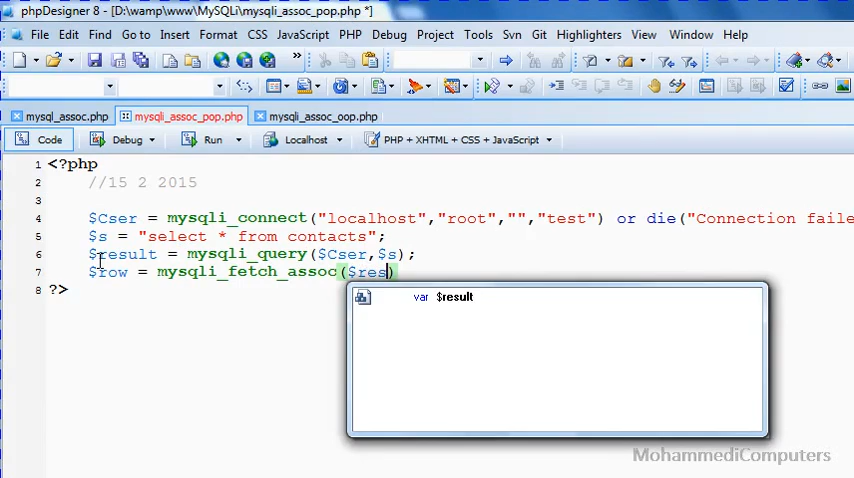 phpDesigner 8 - [D:\wamp\www\MySQLi\mysqli_assoc_pop.php *]
File Edit Find Go to Insert Format CSS JavaScript PHP Debug Project Tools Svn Git Highlighters View Window Help
mysql_assoc.php mysqli_assoc_pop.php mysqli_assoc_oop.php
Code Debug Run Localhost PHP + XHTML + CSS + JavaScript
1 <?php
2 //15 2 2015
3
4 $Cser = mysqli_connect("localhost","root","","test") or die("Connection faile
5 $s = "select * from contacts";
6 $result = mysqli_query($Cser,$s);
7 $row = mysqli_fetch_assoc($res)
8 ?>
var $result
MohammediComputers